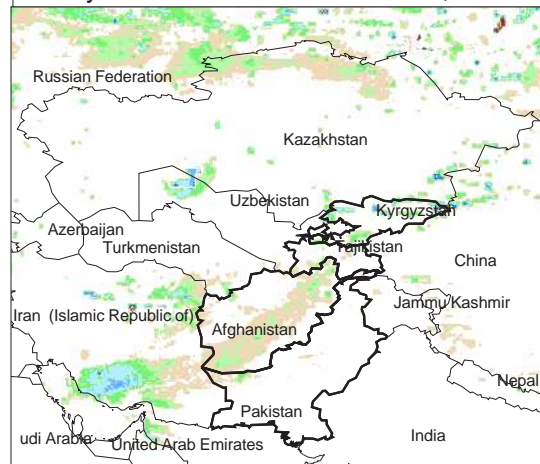 Russian Federation
Kazakhstan
Uzbekistan
Kyrgyzstan
Azerbaijan
Turkmenistan
Tajikistan
China
Jammu/Kashmir
Iran (Islamic Republic of)
Afghanistan
Nepal
Pakistan
udi Arabia
United Arab Emirates
India